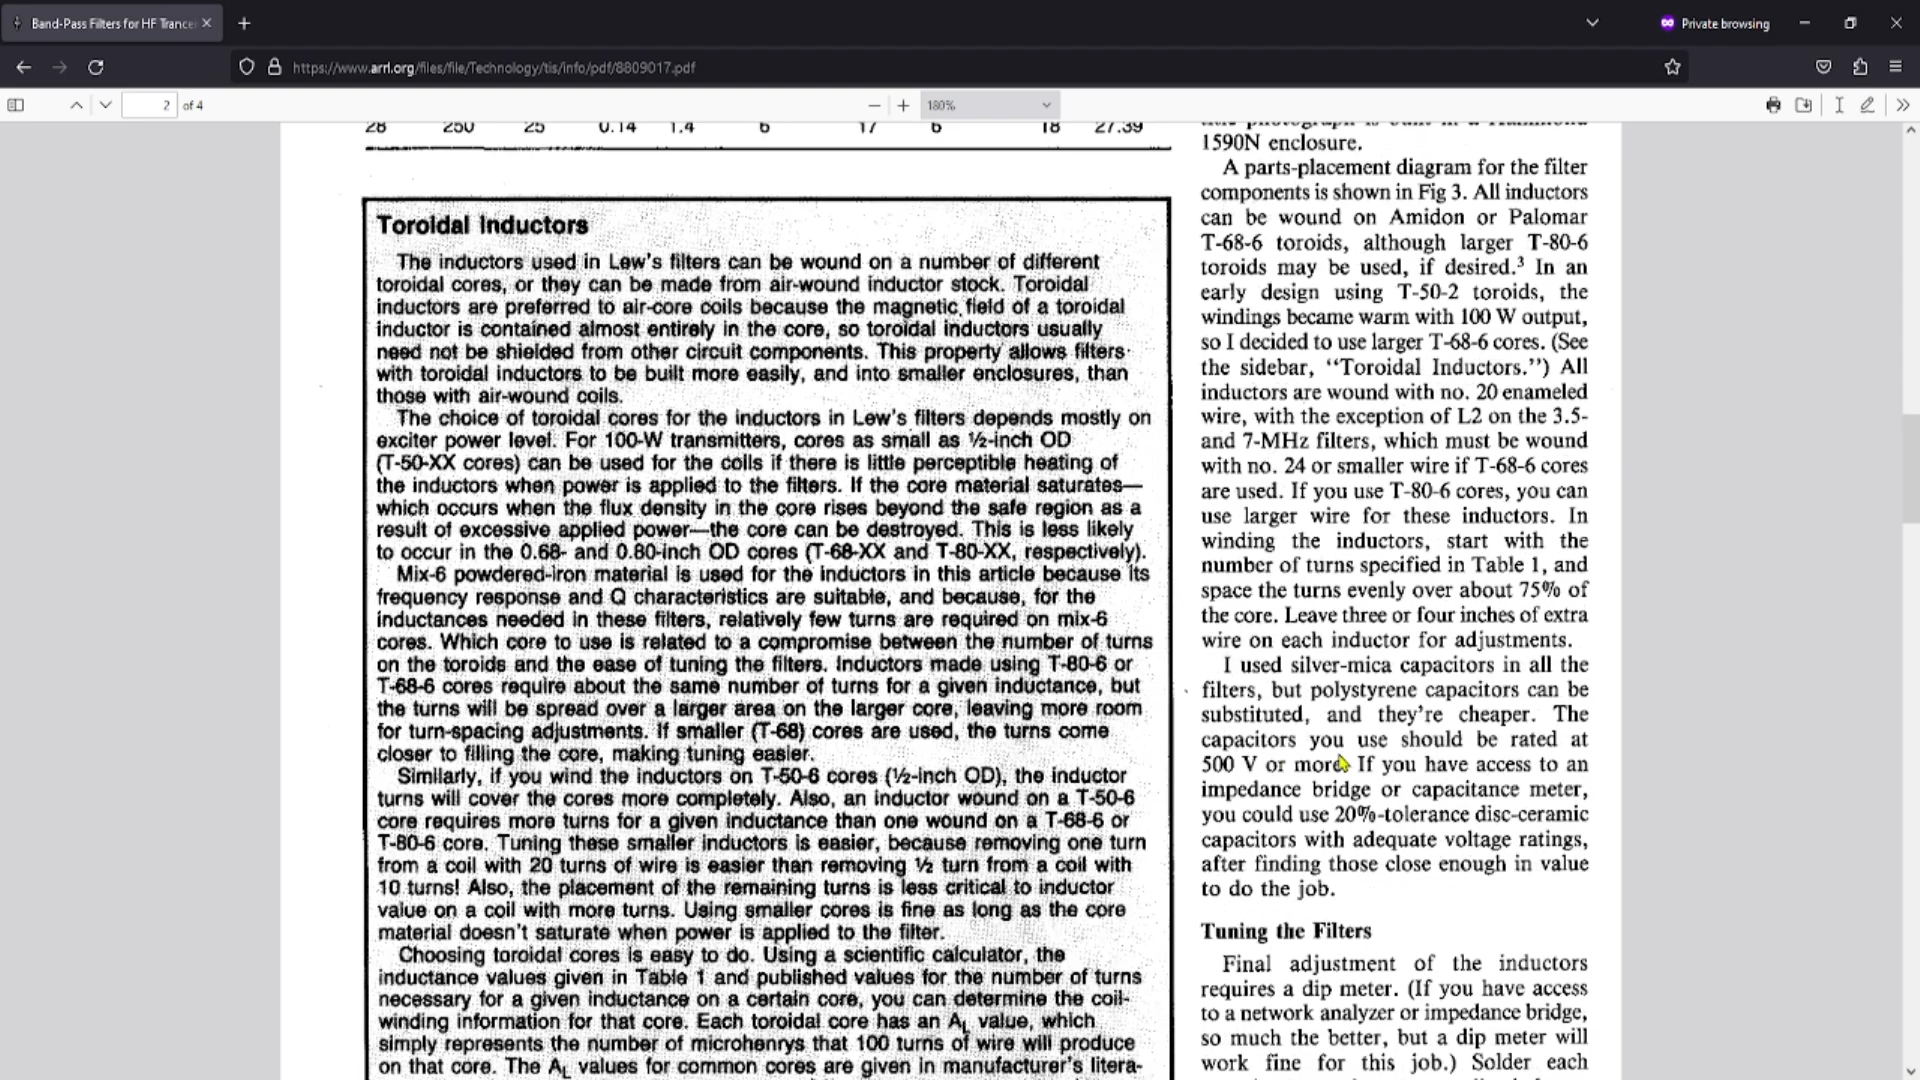 Band-Pass Filters for HF Trance
Private browsing
https://www.arrl.org/files/file/Technology/tis/info/pdf/8809017.pdf
2 of 4
180%
28 250 25 0.14 1.4 6 17 6 18 27.39
Toroidal Inductors
The inductors used in Lew's filters can be wound on a number of different
toroidal cores, or they can be made from air-wound inductor stock. Toroidal
inductors are preferred to air-core coils because the magnetic field of a toroidal
inductor is contained almost entirely in the core, so toroidal inductors usually
need not be shielded from other circuit components. This property allows filters
with toroidal inductors to be built more easily, and into smaller enclosures, than
those with air-wound coils.
The choice of toroidal cores for the inductors in Lew's filters depends mostly on
exciter power level. For 100-W transmitters, cores as small as ½-inch OD
(T-50-XX cores) can be used for the coils if there is little perceptible heating of
the inductors when power is applied to the filters. If the core material saturates—
which occurs when the flux density in the core rises beyond the safe region as a
result of excessive applied power—the core can be destroyed. This is less likely
to occur in the 0.68- and 0.80-inch OD cores (T-68-XX and T-80-XX, respectively).
Mix-6 powdered-iron material is used for the inductors in this article because its
frequency response and Q characteristics are suitable, and because, for the
inductances needed in these filters, relatively few turns are required on mix-6
cores. Which core to use is related to a compromise between the number of turns
on the toroids and the ease of tuning the filters. Inductors made using T-80-6 or
T-68-6 cores require about the same number of turns for a given inductance, but
the turns will be spread over a larger area on the larger core, leaving more room
for turn-spacing adjustments. If smaller (T-68) cores are used, the turns come
closer to filling the core, making tuning easier.
Similarly, if you wind the inductors on T-50-6 cores (½-inch OD), the inductor
turns will cover the cores more completely. Also, an inductor wound on a T-50-6
core requires more turns for a given inductance than one wound on a T-68-6 or
T-80-6 core. Tuning these smaller inductors is easier, because removing one turn
from a coil with 20 turns of wire is easier than removing ½ turn from a coil with
10 turns! Also, the placement of the remaining turns is less critical to inductor
value on a coil with more turns. Using smaller cores is fine as long as the core
material doesn't saturate when power is applied to the filter.
Choosing toroidal cores is easy to do. Using a scientific calculator, the
inductance values given in Table 1 and published values for the number of turns
necessary for a given inductance on a certain core, you can determine the coil-
winding information for that core. Each toroidal core has an AL value, which
simply represents the number of microhenrys that 100 turns of wire will produce
on that core. The AL values for common cores are given in manufacturer's litera-
1590N enclosure.
A parts-placement diagram for the filter
components is shown in Fig 3. All inductors
can be wound on Amidon or Palomar
T-68-6 toroids, although larger T-80-6
toroids may be used, if desired.³ In an
early design using T-50-2 toroids, the
windings became warm with 100 W output,
so I decided to use larger T-68-6 cores. (See
the sidebar, “Toroidal Inductors.”) All
inductors are wound with no. 20 enameled
wire, with the exception of L2 on the 3.5-
and 7-MHz filters, which must be wound
with no. 24 or smaller wire if T-68-6 cores
are used. If you use T-80-6 cores, you can
use larger wire for these inductors. In
winding the inductors, start with the
number of turns specified in Table 1, and
space the turns evenly over about 75% of
the core. Leave three or four inches of extra
wire on each inductor for adjustments.
I used silver-mica capacitors in all the
filters, but polystyrene capacitors can be
substituted, and they're cheaper. The
capacitors you use should be rated at
500 V or more. If you have access to an
impedance bridge or capacitance meter,
you could use 20%-tolerance disc-ceramic
capacitors with adequate voltage ratings,
after finding those close enough in value
to do the job.
Tuning the Filters
Final adjustment of the inductors
requires a dip meter. (If you have access
to a network analyzer or impedance bridge,
so much the better, but a dip meter will
work fine for this job.) Solder each